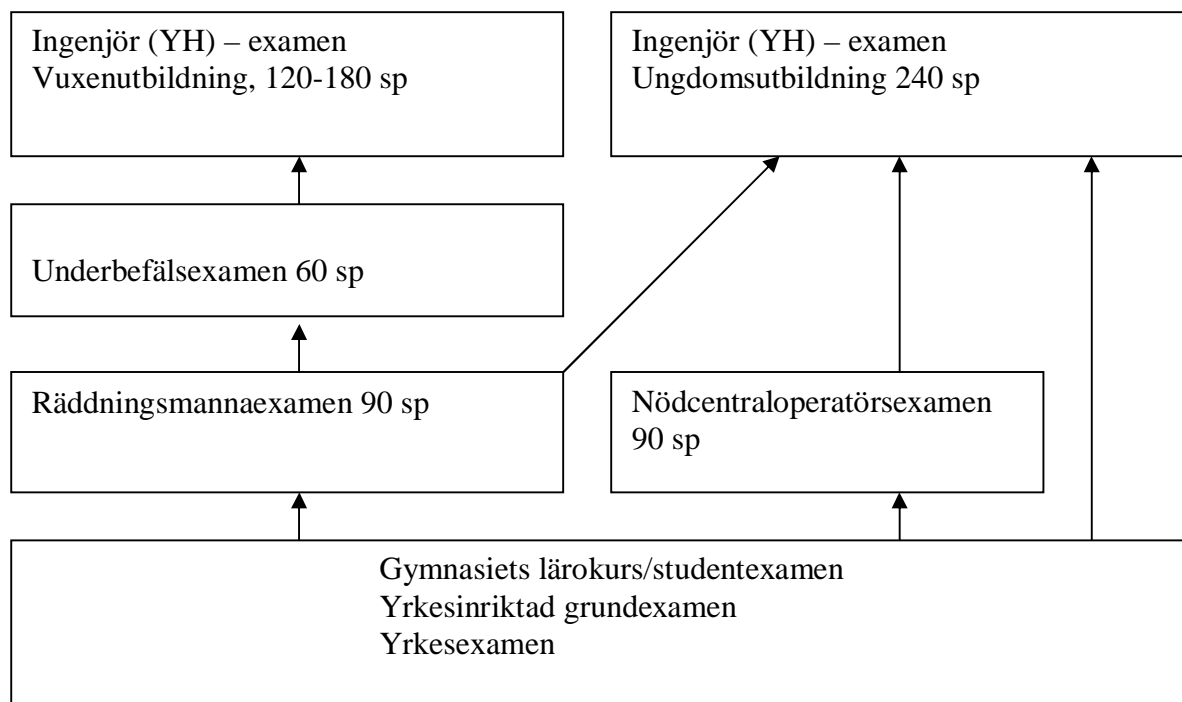 Ingenjör (YH) – examen
Vuxenutbildning, 120-180 sp
Ingenjör (YH) – examen
Ungdomsutbildning 240 sp
Underbefälsexamen 60 sp
Räddningsmannaexamen 90 sp
Nödcentraloperatörsexamen
90 sp
Gymnasiets lärokurs/studentexamen
Yrkesinriktad grundexamen
Yrkesexamen